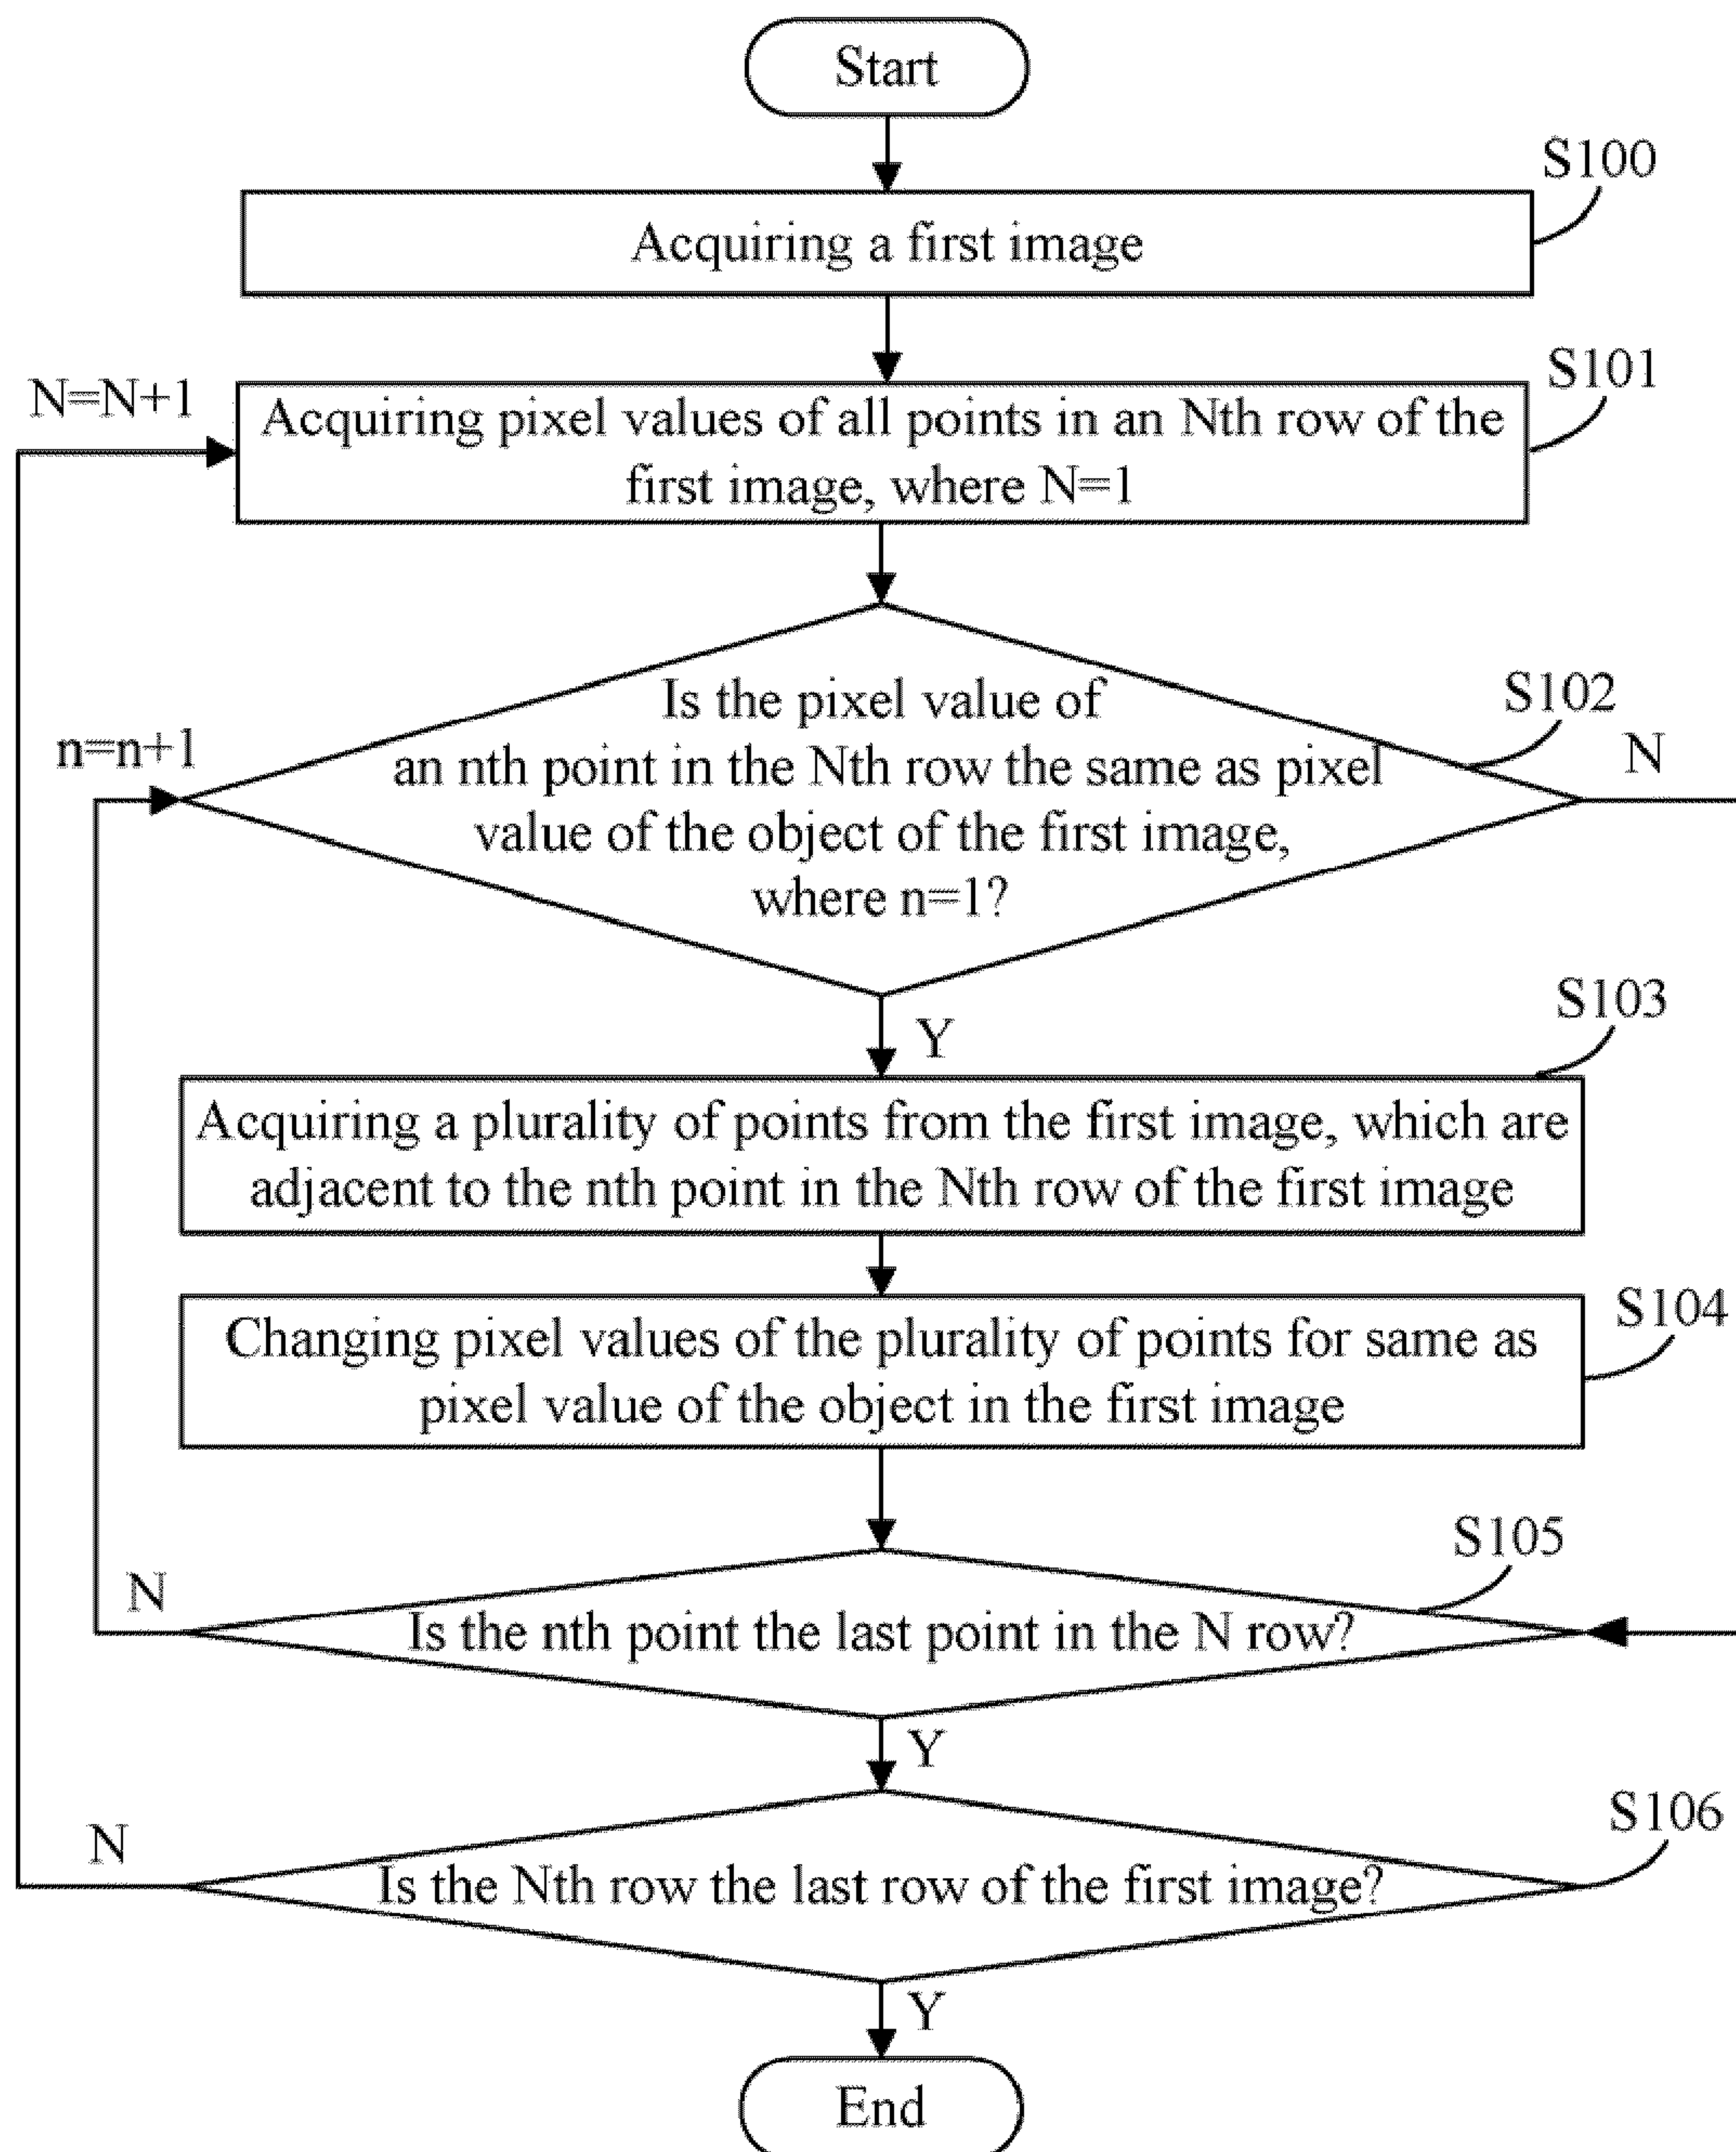 Start
S100
Acquiring a first image
S101
N=N+1
Acquiring pixel values of all points in an Nth row of the
first image, where N=1
S102
Is the pixel value of
an nth point in the Nth row the same as pixel
value of the object of the first image,
where n=1?
n=n+1
N
S103
Y
Acquiring a plurality of points from the first image, which are
adjacent to the nth point in the Nth row of the first image
S104
Changing pixel values of the plurality of points for same as
pixel value of the object in the first image
S105
N
Is the nth point the last point in the N row?
Y
S106
N
Is the Nth row the last row of the first image?
Y
End